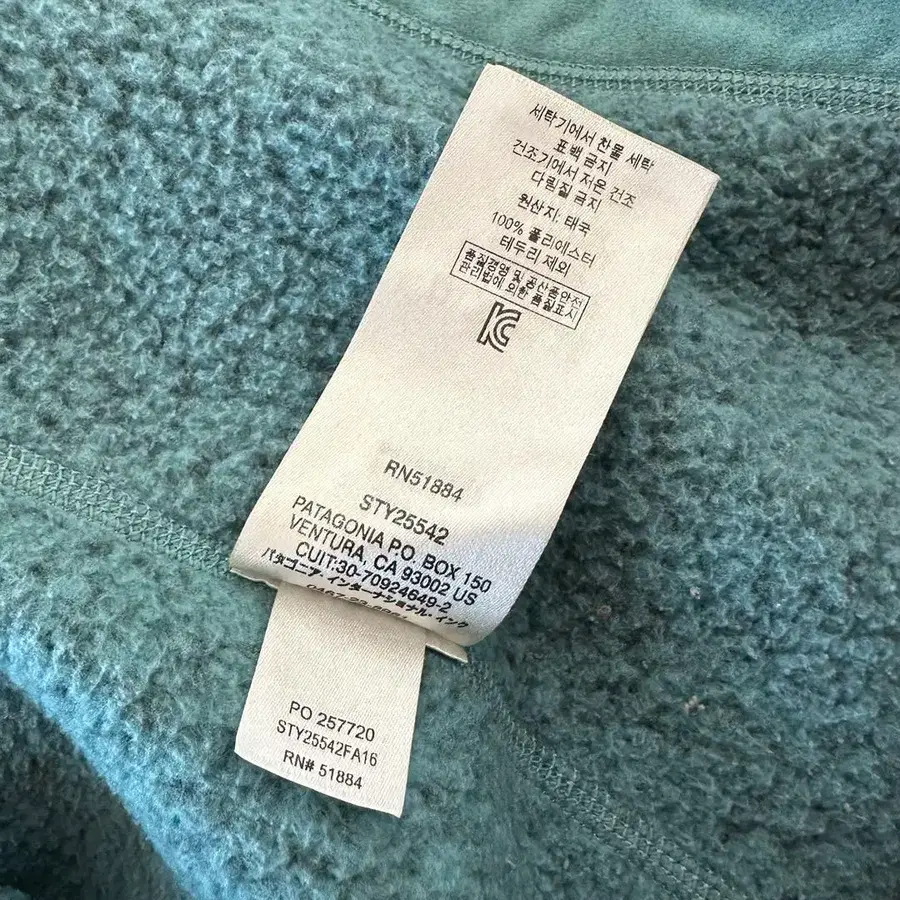 세탁기에서 찬물 세탁
표백 금지
건조기에서 저온 건조
다림질 금지
원산지: 태국
100% 폴리에스터
테두리 제외
품질경영 및 공산품안전
관리법에 의한 품질표시
RN51884
STY25542
PATAGONIA P.O. BOX 150
VENTURA, CA 93002 US
CUIT:30-70924649-2
パタゴニア・インターナショナル・インク
PO 257720
STY25542FA16
RN# 51884